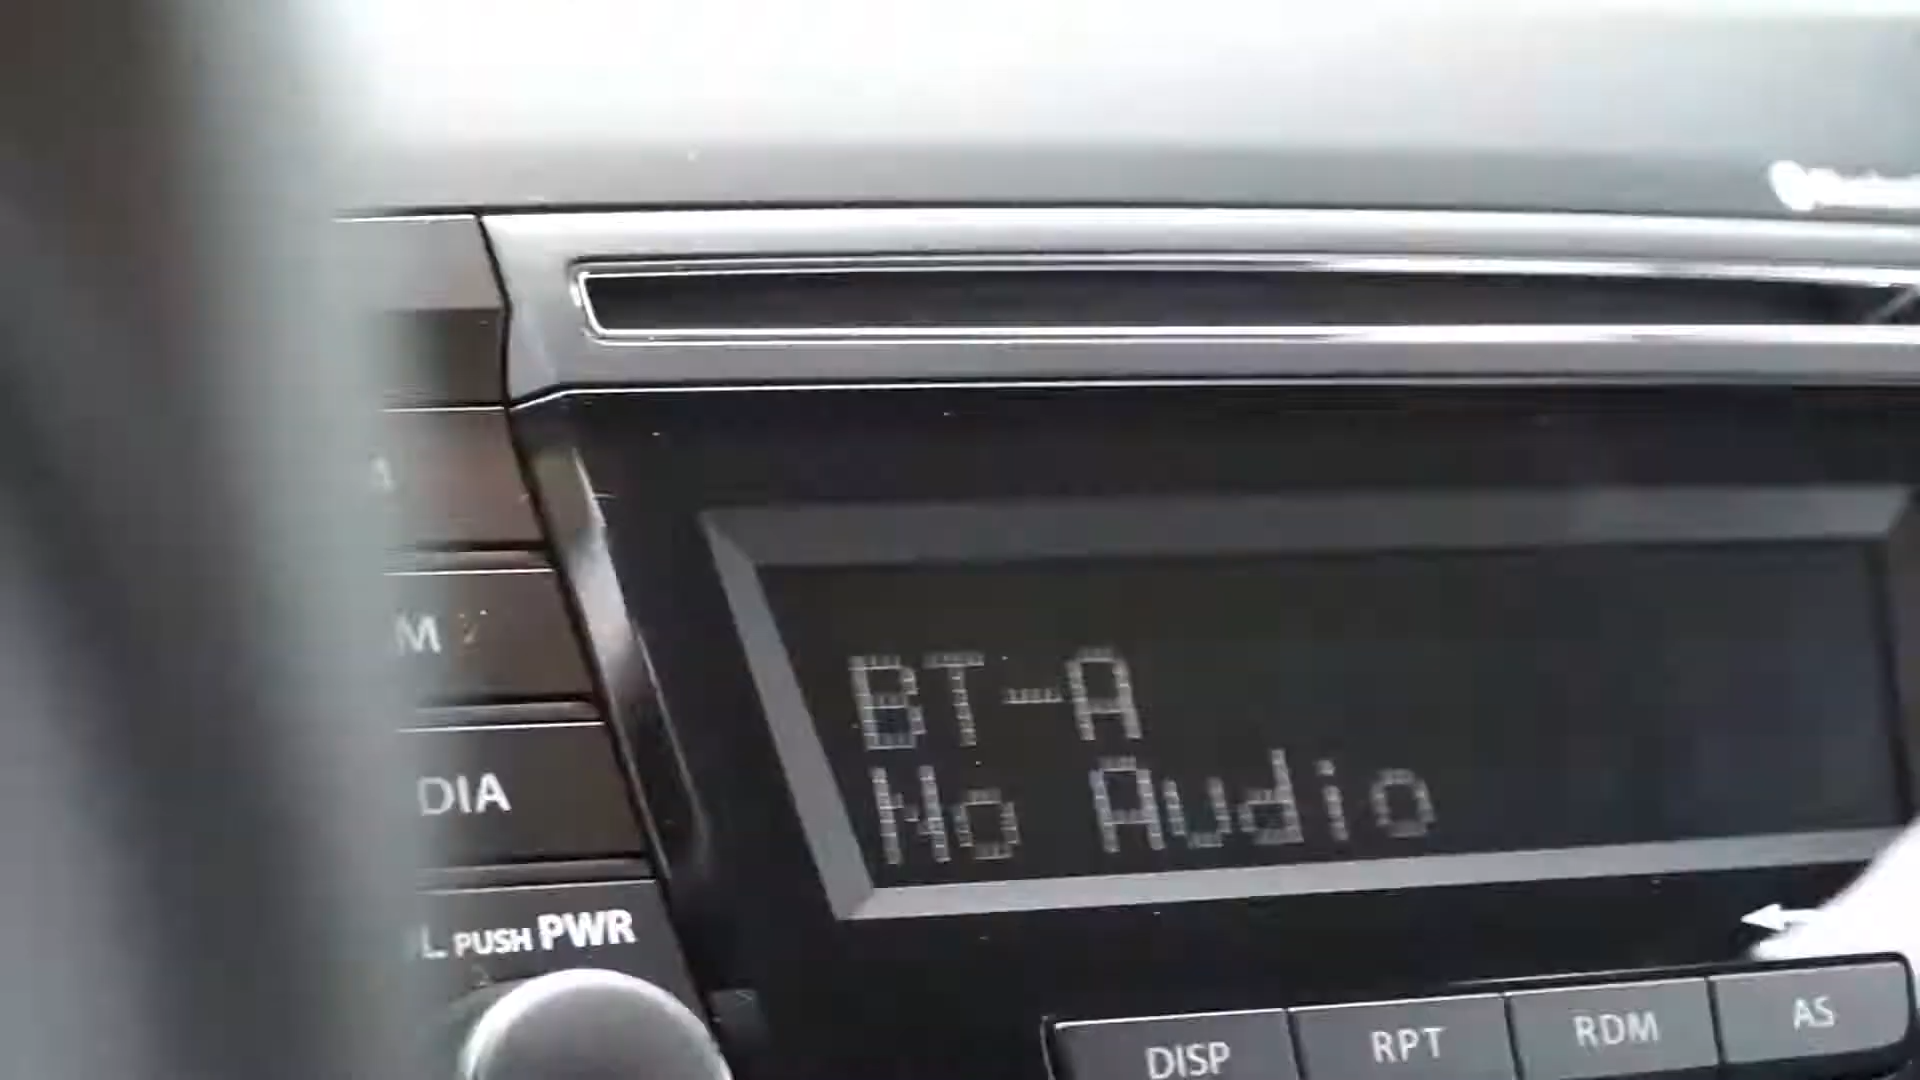 BT-A
No Audio
M
DIA
L PUSH PWR
DISP RPT RDM AS